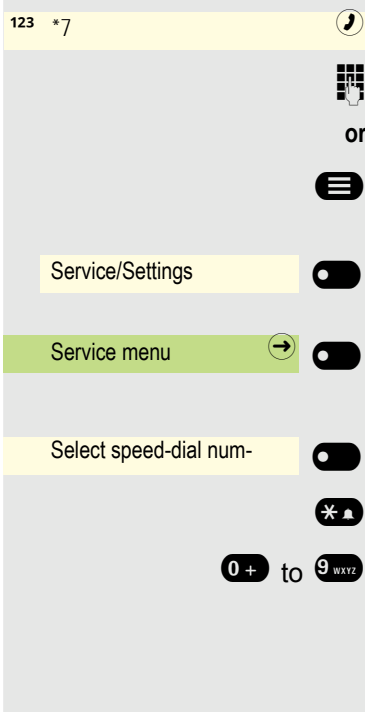 123 *7
or
Service/Settings
Service menu
Select speed-dial num-
0 + to 9 WXYZ